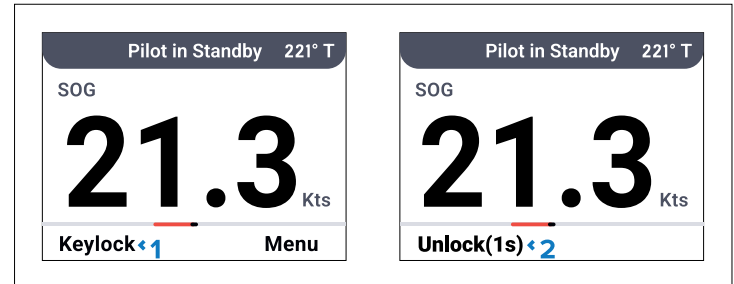 Pilot in Standby 221° T
SOG
21.3 Kts
Keylock 1 Menu
Pilot in Standby 221° T
SOG
21.3 Kts
Unlock(1s) 2